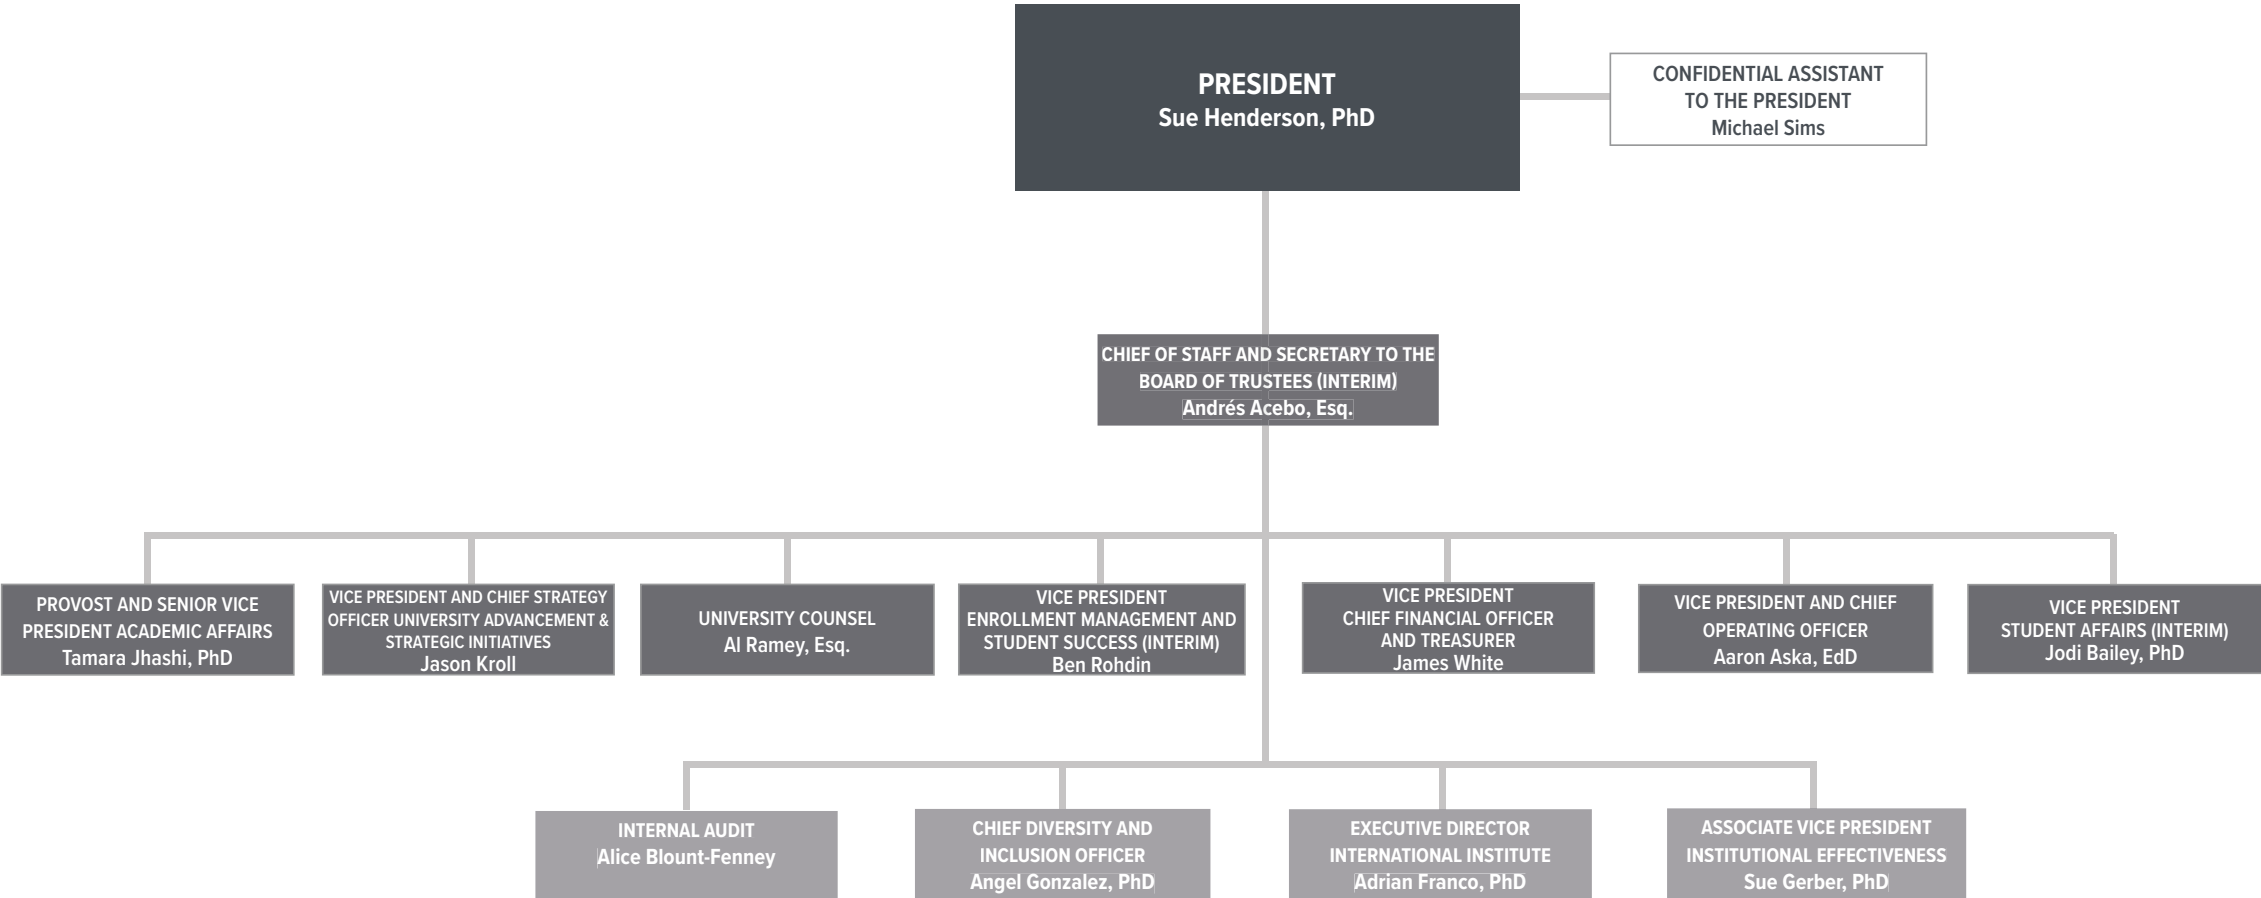 PRESIDENT
Sue Henderson, PhD
CONFIDENTIAL ASSISTANT
TO THE PRESIDENT
Michael Sims
CHIEF OF STAFF AND SECRETARY TO THE
BOARD OF TRUSTEES (INTERIM)
Andrés Acebo, Esq.
PROVOST AND SENIOR VICE
PRESIDENT ACADEMIC AFFAIRS
Tamara Jhashi, PhD
VICE PRESIDENT AND CHIEF STRATEGY
OFFICER UNIVERSITY ADVANCEMENT &
STRATEGIC INITIATIVES
Jason Kroll
UNIVERSITY COUNSEL
Al Ramey, Esq.
VICE PRESIDENT
ENROLLMENT MANAGEMENT AND
STUDENT SUCCESS (INTERIM)
Ben Rohdin
VICE PRESIDENT
CHIEF FINANCIAL OFFICER
AND TREASURER
James White
VICE PRESIDENT AND CHIEF
OPERATING OFFICER
Aaron Aska, EdD
VICE PRESIDENT
STUDENT AFFAIRS (INTERIM)
Jodi Bailey, PhD
INTERNAL AUDIT
Alice Blount-Fenney
CHIEF DIVERSITY AND
INCLUSION OFFICER
Angel Gonzalez, PhD
EXECUTIVE DIRECTOR
INTERNATIONAL INSTITUTE
Adrian Franco, PhD
ASSOCIATE VICE PRESIDENT
INSTITUTIONAL EFFECTIVENESS
Sue Gerber, PhD